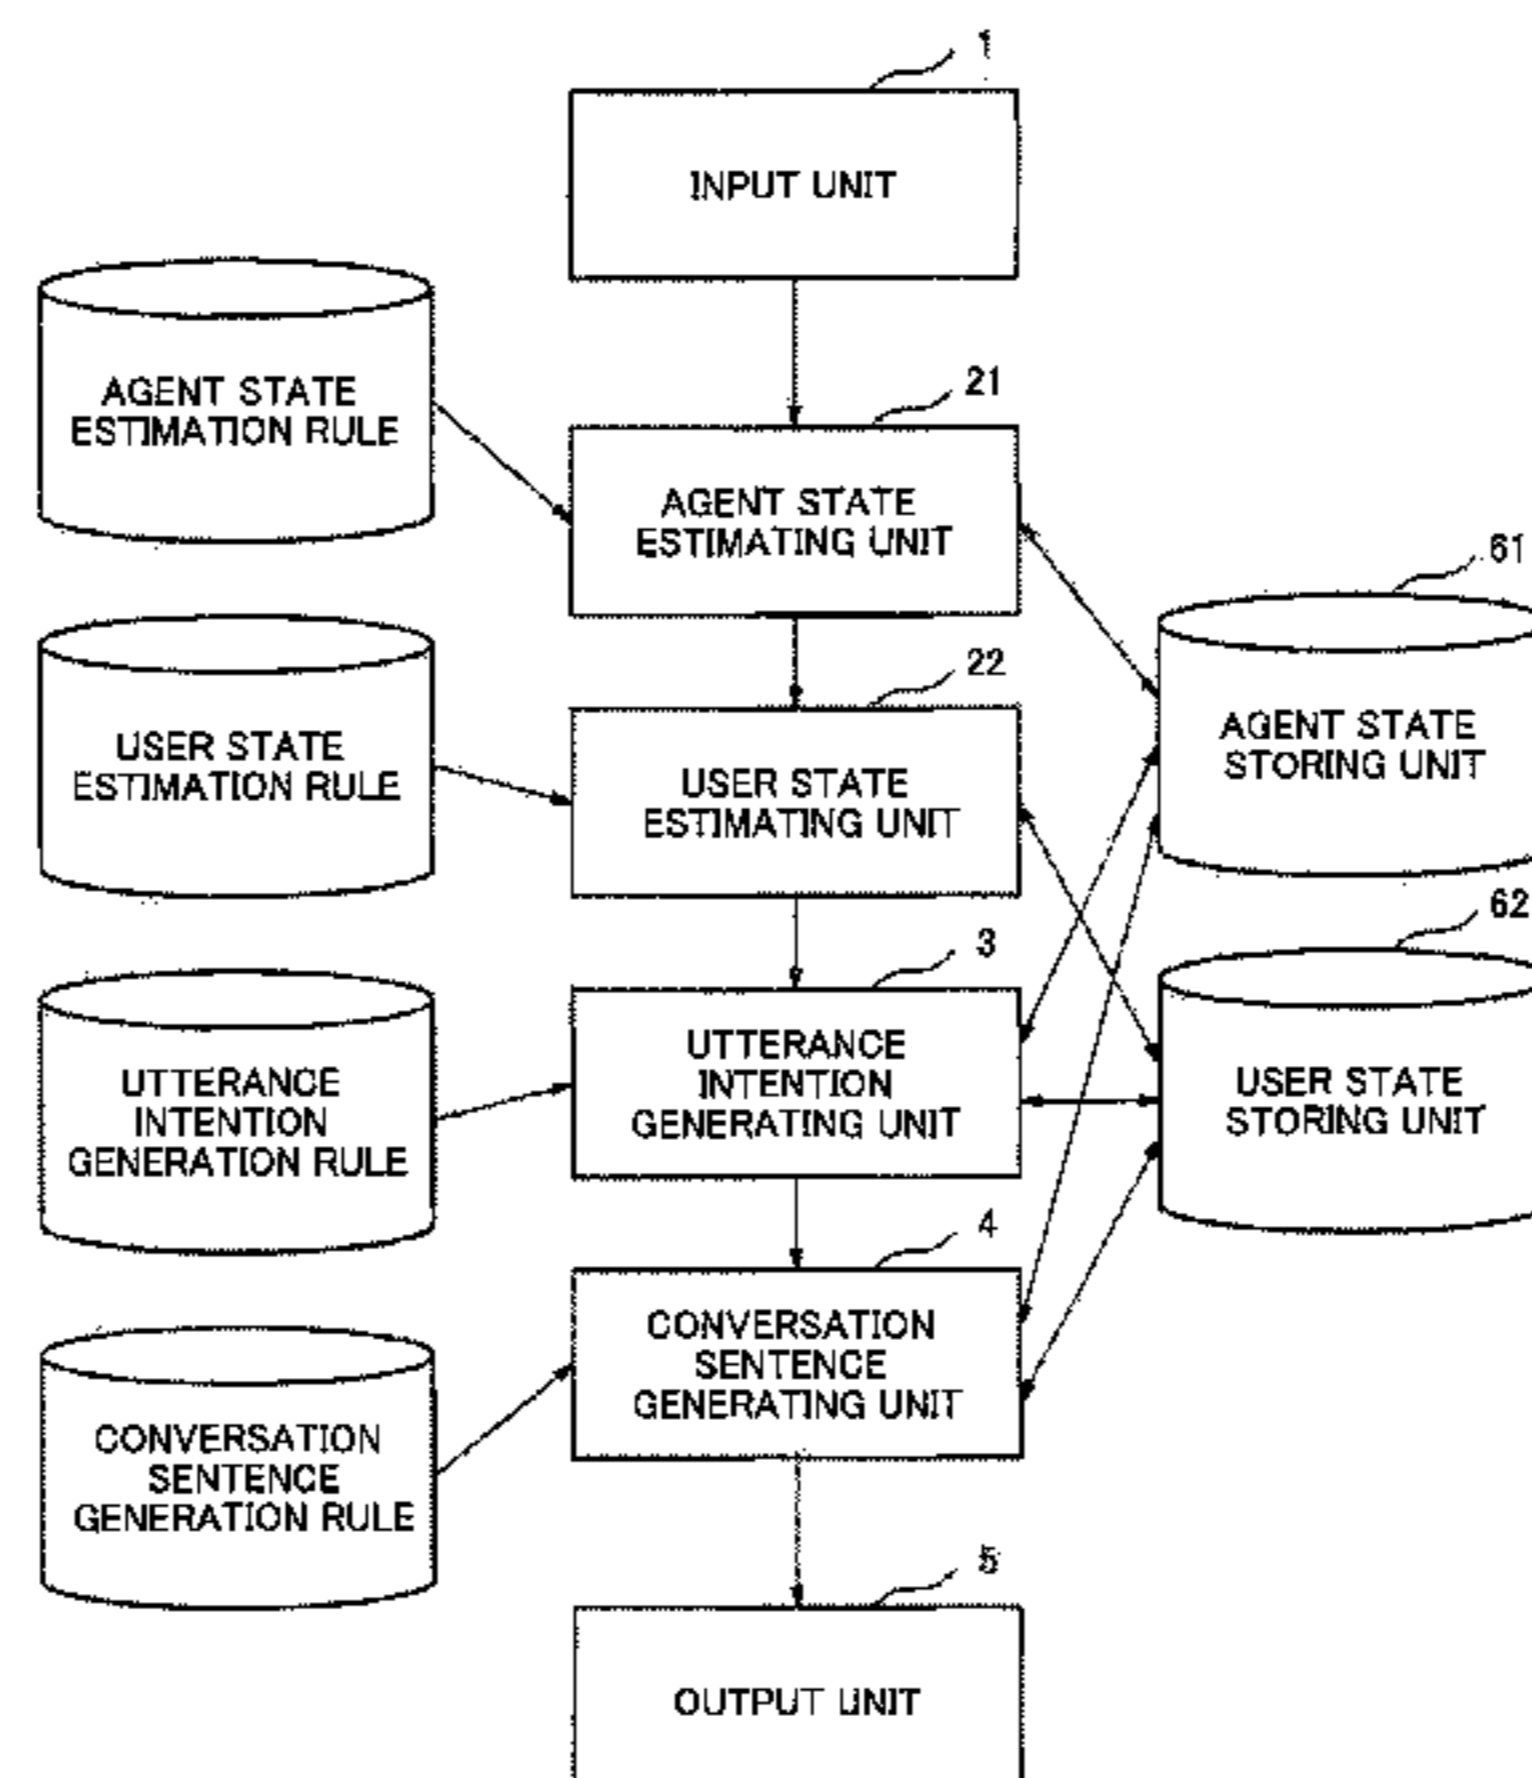 1
INPUT UNIT
AGENT STATE
ESTIMATION RULE
21
AGENT STATE
ESTIMATING UNIT
61
AGENT STATE
STORING UNIT
USER STATE
ESTIMATION RULE
22
USER STATE
ESTIMATING UNIT
62
USER STATE
STORING UNIT
UTTERANCE
INTENTION
GENERATION RULE
3
UTTERANCE
INTENTION
GENERATING UNIT
4
CONVERSATION
SENTENCE
GENERATING UNIT
CONVERSATION
SENTENCE
GENERATION RULE
5
OUTPUT UNIT